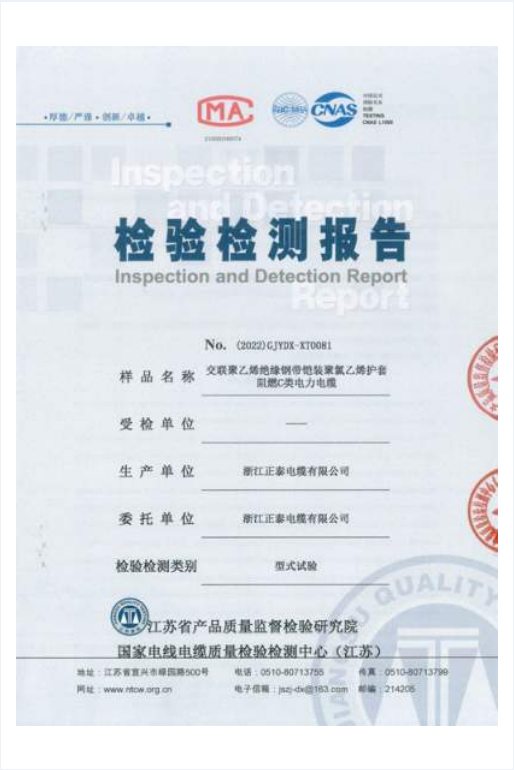 ·厚德/严谨·创新/卓越·
MA
ilac-MRA
CNAS
TESTING
CNAS L1000
Inspection
and Detection
Report
检验检测报告
Inspection and Detection Report
No. (2022)GJYDX-XT0081
样品名称 交联聚乙烯绝缘钢带铠装聚氯乙烯护套
阻燃C类电力电缆
受检单位 ——
生产单位 浙江正泰电缆有限公司
委托单位 浙江正泰电缆有限公司
检验检测类别 型式试验
江苏省产品质量监督检验研究院
国家电线电缆质量检验检测中心（江苏）
地址：江苏省宜兴市绿园路500号 电话：0510-80713755 传真：0510-80713799
网址：www.ntcw.org.cn 电子信箱：jszj-dx@163.com 邮编：214205
QUALITY